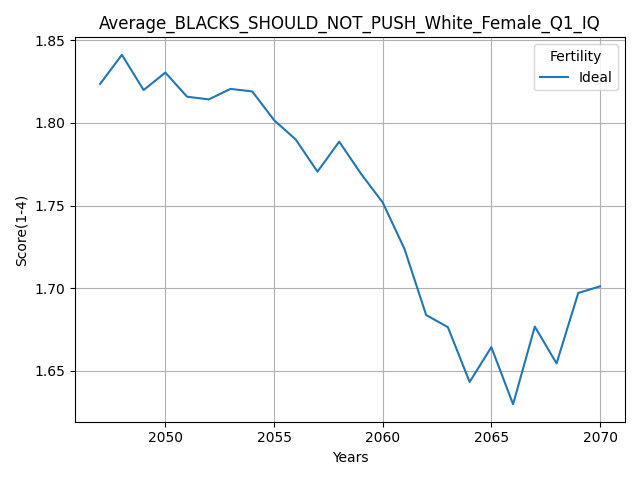 Average_BLACKS_SHOULD_NOT_PUSH_White_Female_Q1_IQ
Fertility
Ideal
Score(1-4)
1.85
1.80
1.75
1.70
1.65
2050 2055 2060 2065 2070
Years